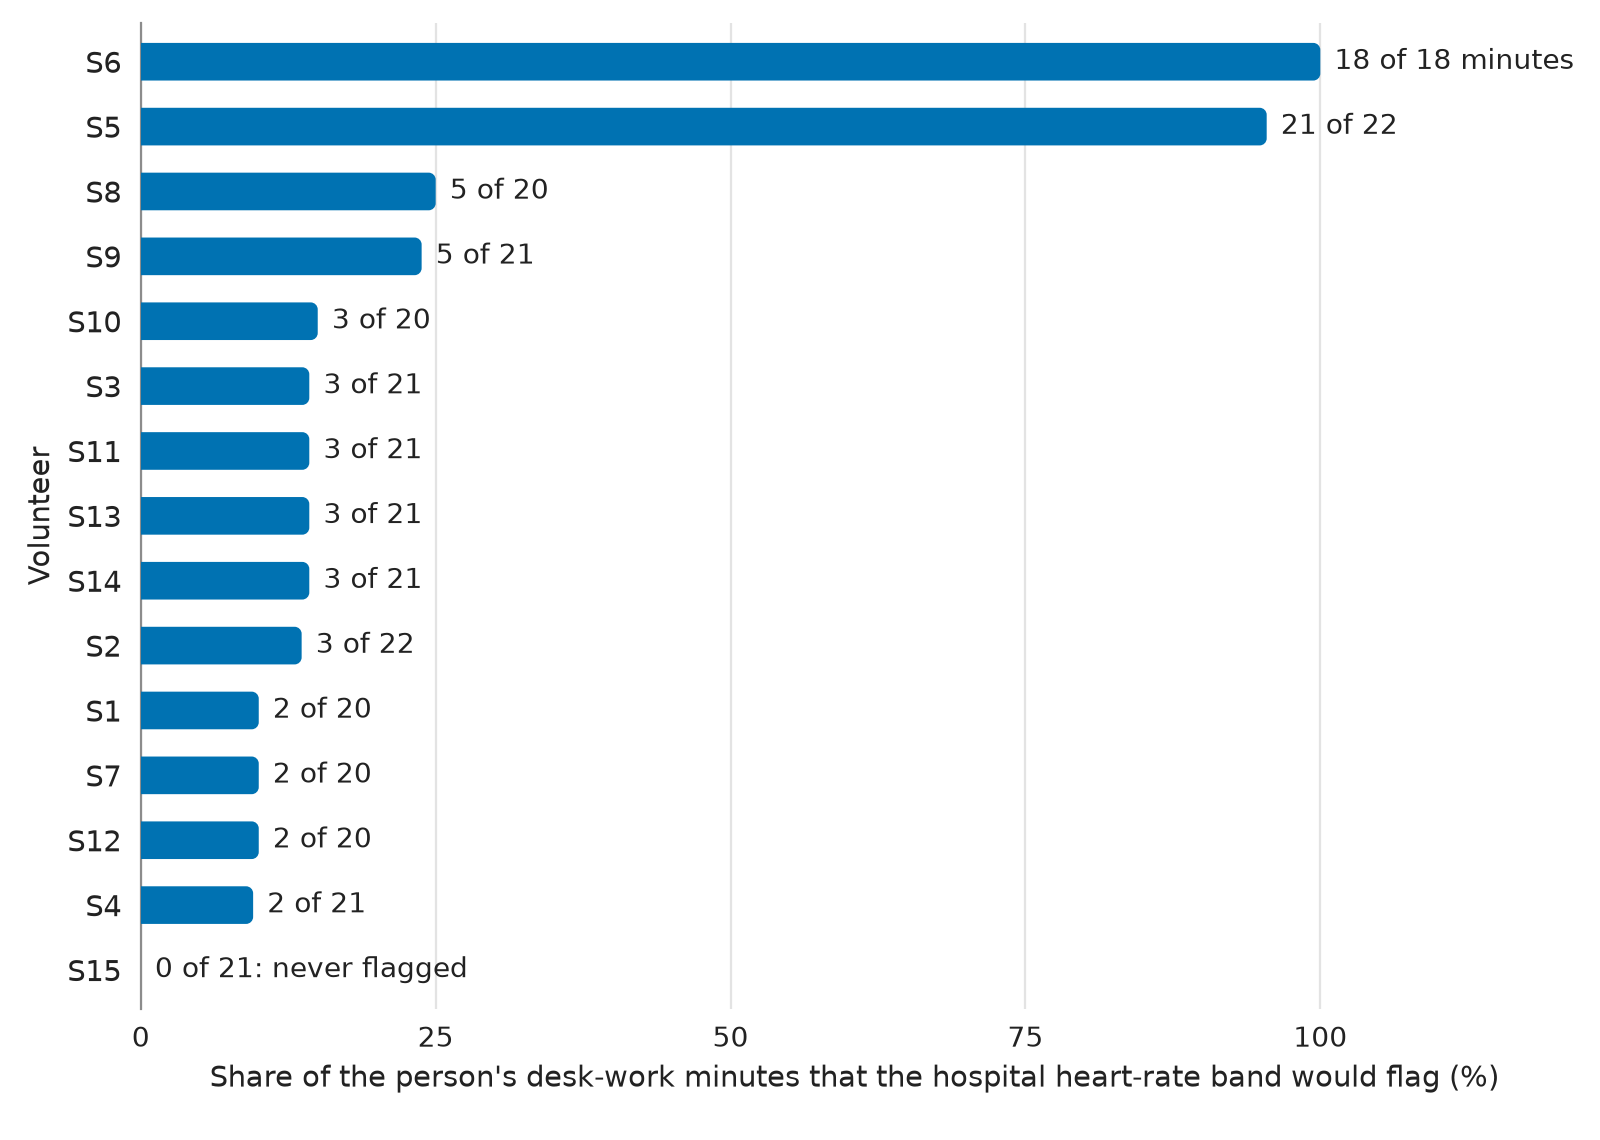 S6 18 of 18 minutes
S5 21 of 22
S8 5 of 20
S9 5 of 21
S10 3 of 20
S3 3 of 21
S11 3 of 21
S13 3 of 21
S14 3 of 21
S2 3 of 22
S1 2 of 20
S7 2 of 20
S12 2 of 20
S4 2 of 21
S15 0 of 21: never flagged
Volunteer
0 25 50 75 100
Share of the person's desk-work minutes that the hospital heart-rate band would flag (%)